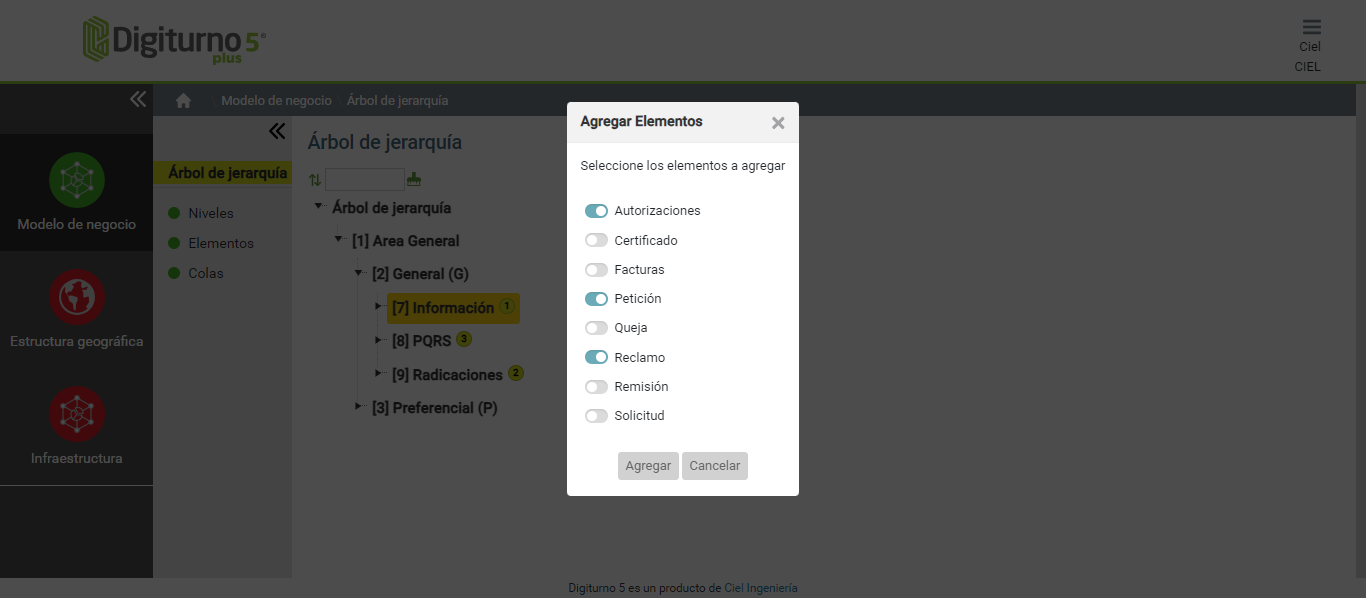 Digiturno 5®
plus
Ciel
CIEL
Modelo de negocio
Árbol de jerarquía
Árbol de jerarquía
Niveles
Elementos
Colas
Modelo de negocio
Estructura geográfica
Infraestructura
Árbol de jerarquía
Árbol de jerarquía
[1] Area General
[2] General (G)
[7] Información 1
[8] PQRS 3
[9] Radicaciones 2
[3] Preferencial (P)
Agregar Elementos
Seleccione los elementos a agregar
Autorizaciones
Certificado
Facturas
Petición
Queja
Reclamo
Remisión
Solicitud
Agregar Cancelar
Digiturno 5 es un producto de Ciel Ingeniería